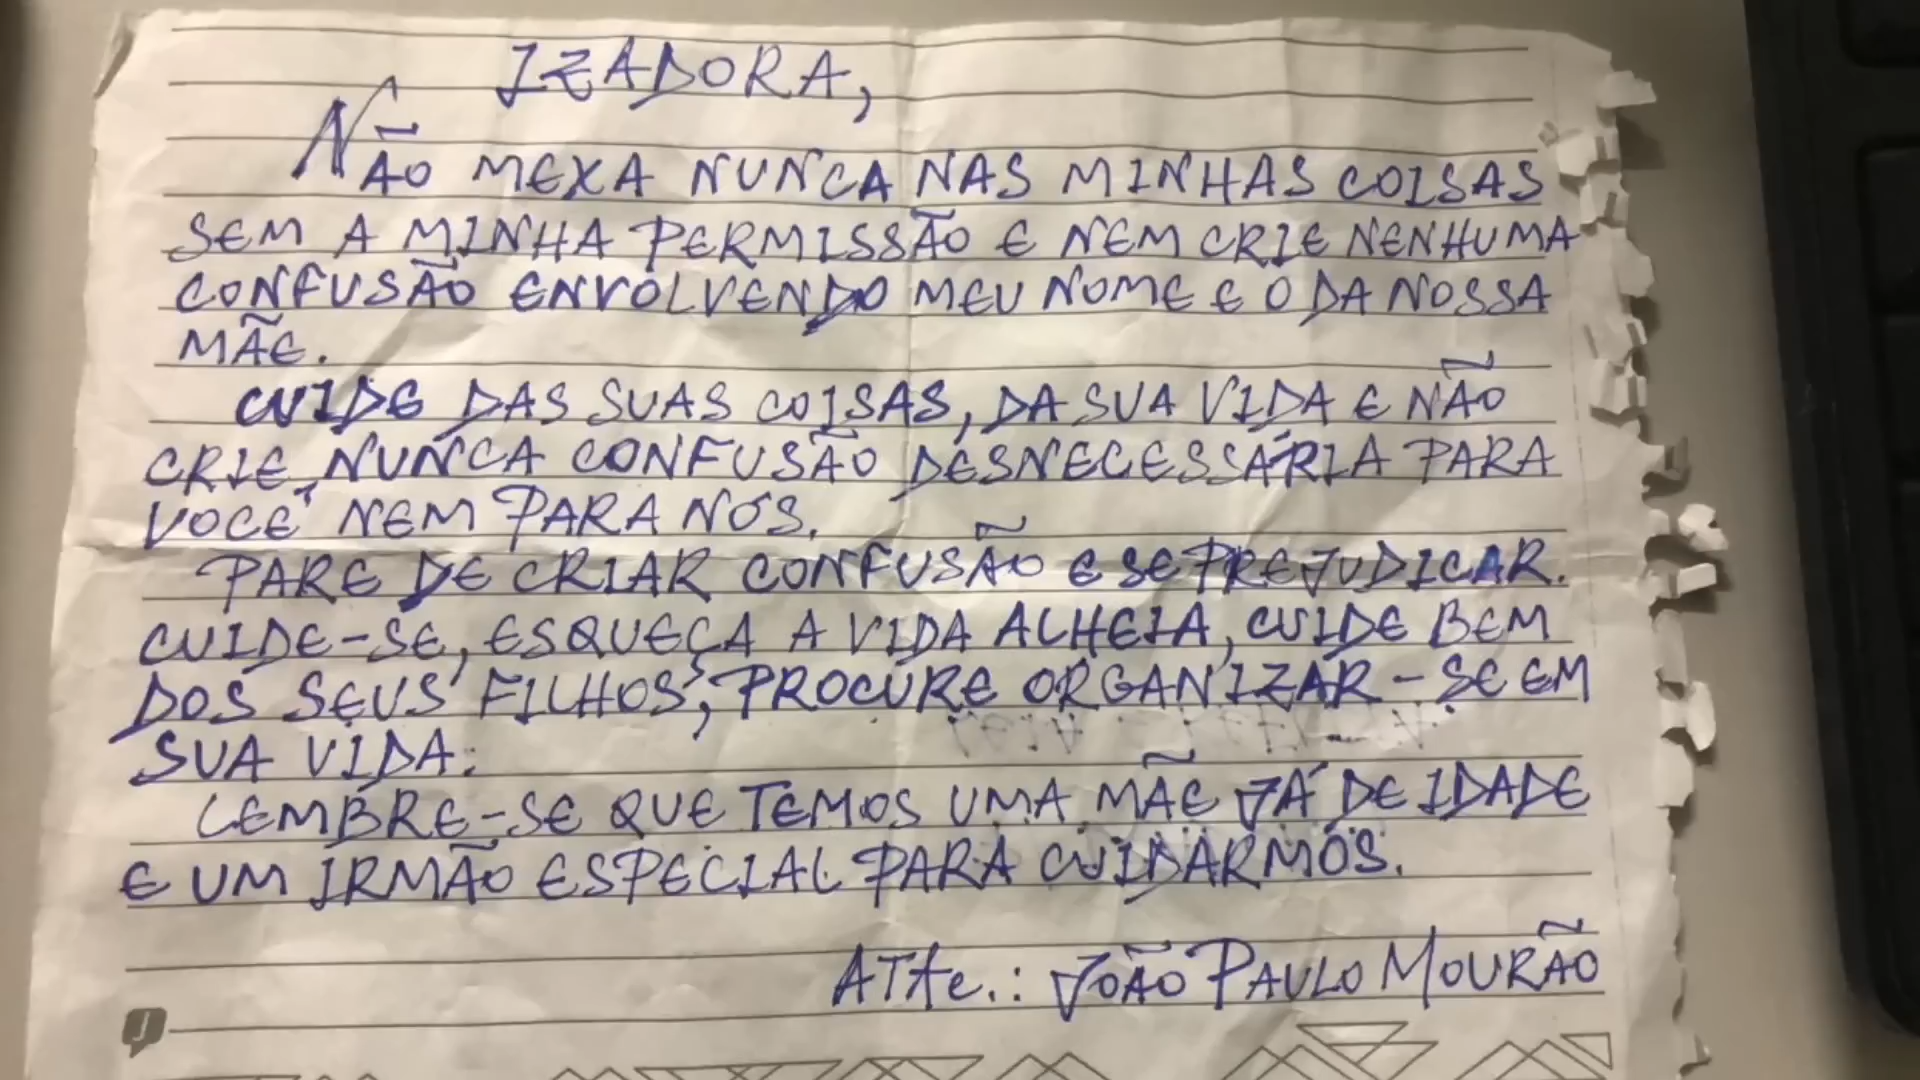 IZADORA,
NÃO MEXA NUNCA NAS MINHAS COISAS
SEM A MINHA PERMISSÃO E NEM CRIE NENHUMA
CONFUSÃO ENVOLVENDO MEU NOME E O DA NOSSA
MÃE.
CUIDE DAS SUAS COISAS, DA SUA VIDA E NÃO
CRIE NUNCA CONFUSÃO DESNECESSÁRIA PARA
VOCÊ NEM PARA NÓS.
PARE DE CRIAR CONFUSÃO E SE PREJUDICAR.
CUIDE-SE, ESQUEÇA A VIDA ALHEIA, CUIDE BEM
DOS SEUS FILHOS, PROCURE ORGANIZAR-SE EM
SUA VIDA.
LEMBRE-SE QUE TEMOS UMA MÃE JÁ DE IDADE
E UM IRMÃO ESPECIAL PARA CUIDARMOS.
ATTe.: JOÃO PAULO MOURÃO
J